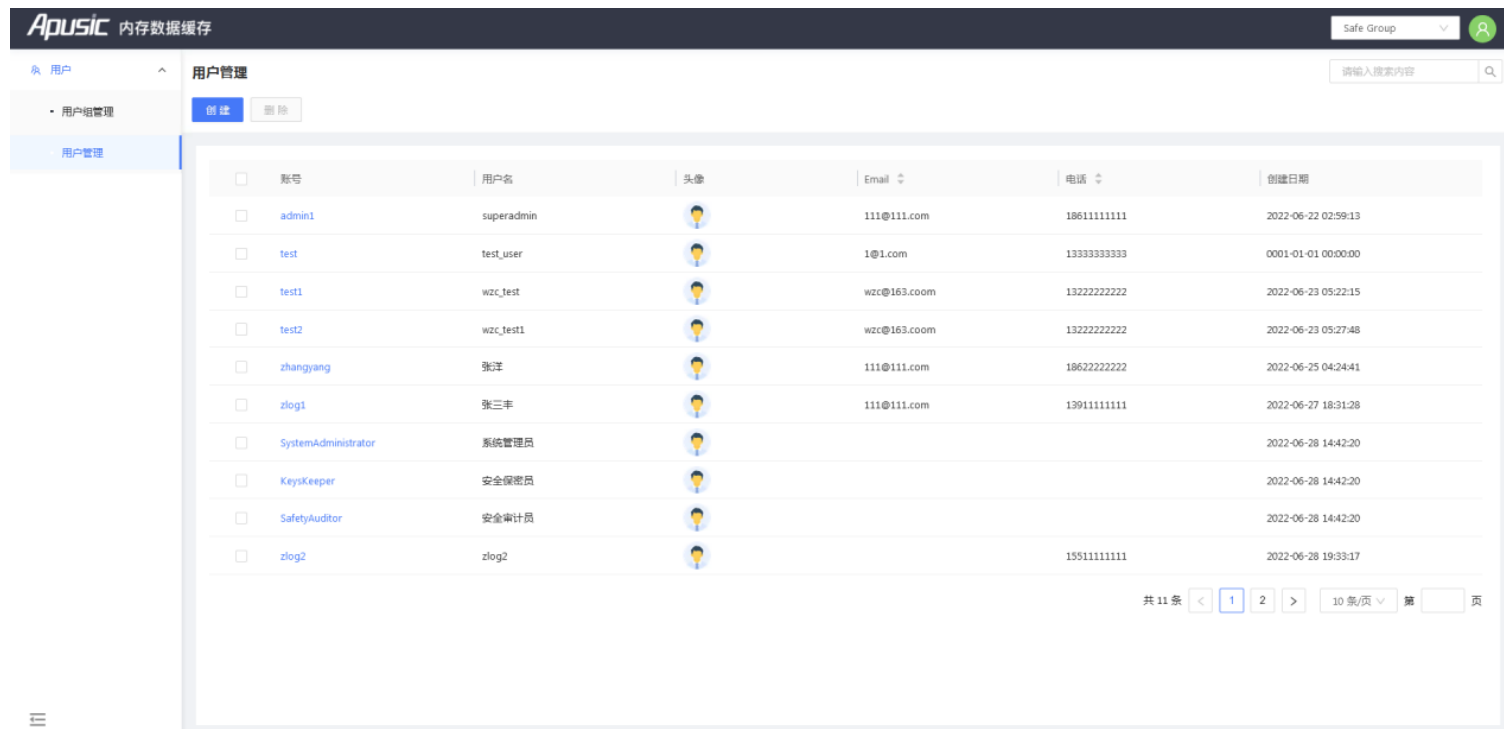 Apusic 内存数据缓存 Safe Group
用户
用户组管理
用户管理
用户管理
请输入搜索内容
创建 删除
账号 用户名 头像 Email 电话 创建日期
admin1 superadmin 111@111.com 18611111111 2022-06-22 02:59:13
test test_user 1@1.com 13333333333 0001-01-01 00:00:00
test1 wzc_test wzc@163.coom 13222222222 2022-06-23 05:22:15
test2 wzc_test1 wzc@163.coom 13222222222 2022-06-23 05:27:48
zhangyang 张洋 111@111.com 18622222222 2022-06-25 04:24:41
zlog1 张三丰 111@111.com 13911111111 2022-06-27 18:31:28
SystemAdministrator 系统管理员 2022-06-28 14:42:20
KeysKeeper 安全保密员 2022-06-28 14:42:20
SafetyAuditor 安全审计员 2022-06-28 14:42:20
zlog2 zlog2 15511111111 2022-06-28 19:33:17
共 11 条 < 1 2 > 10 条/页 第 页